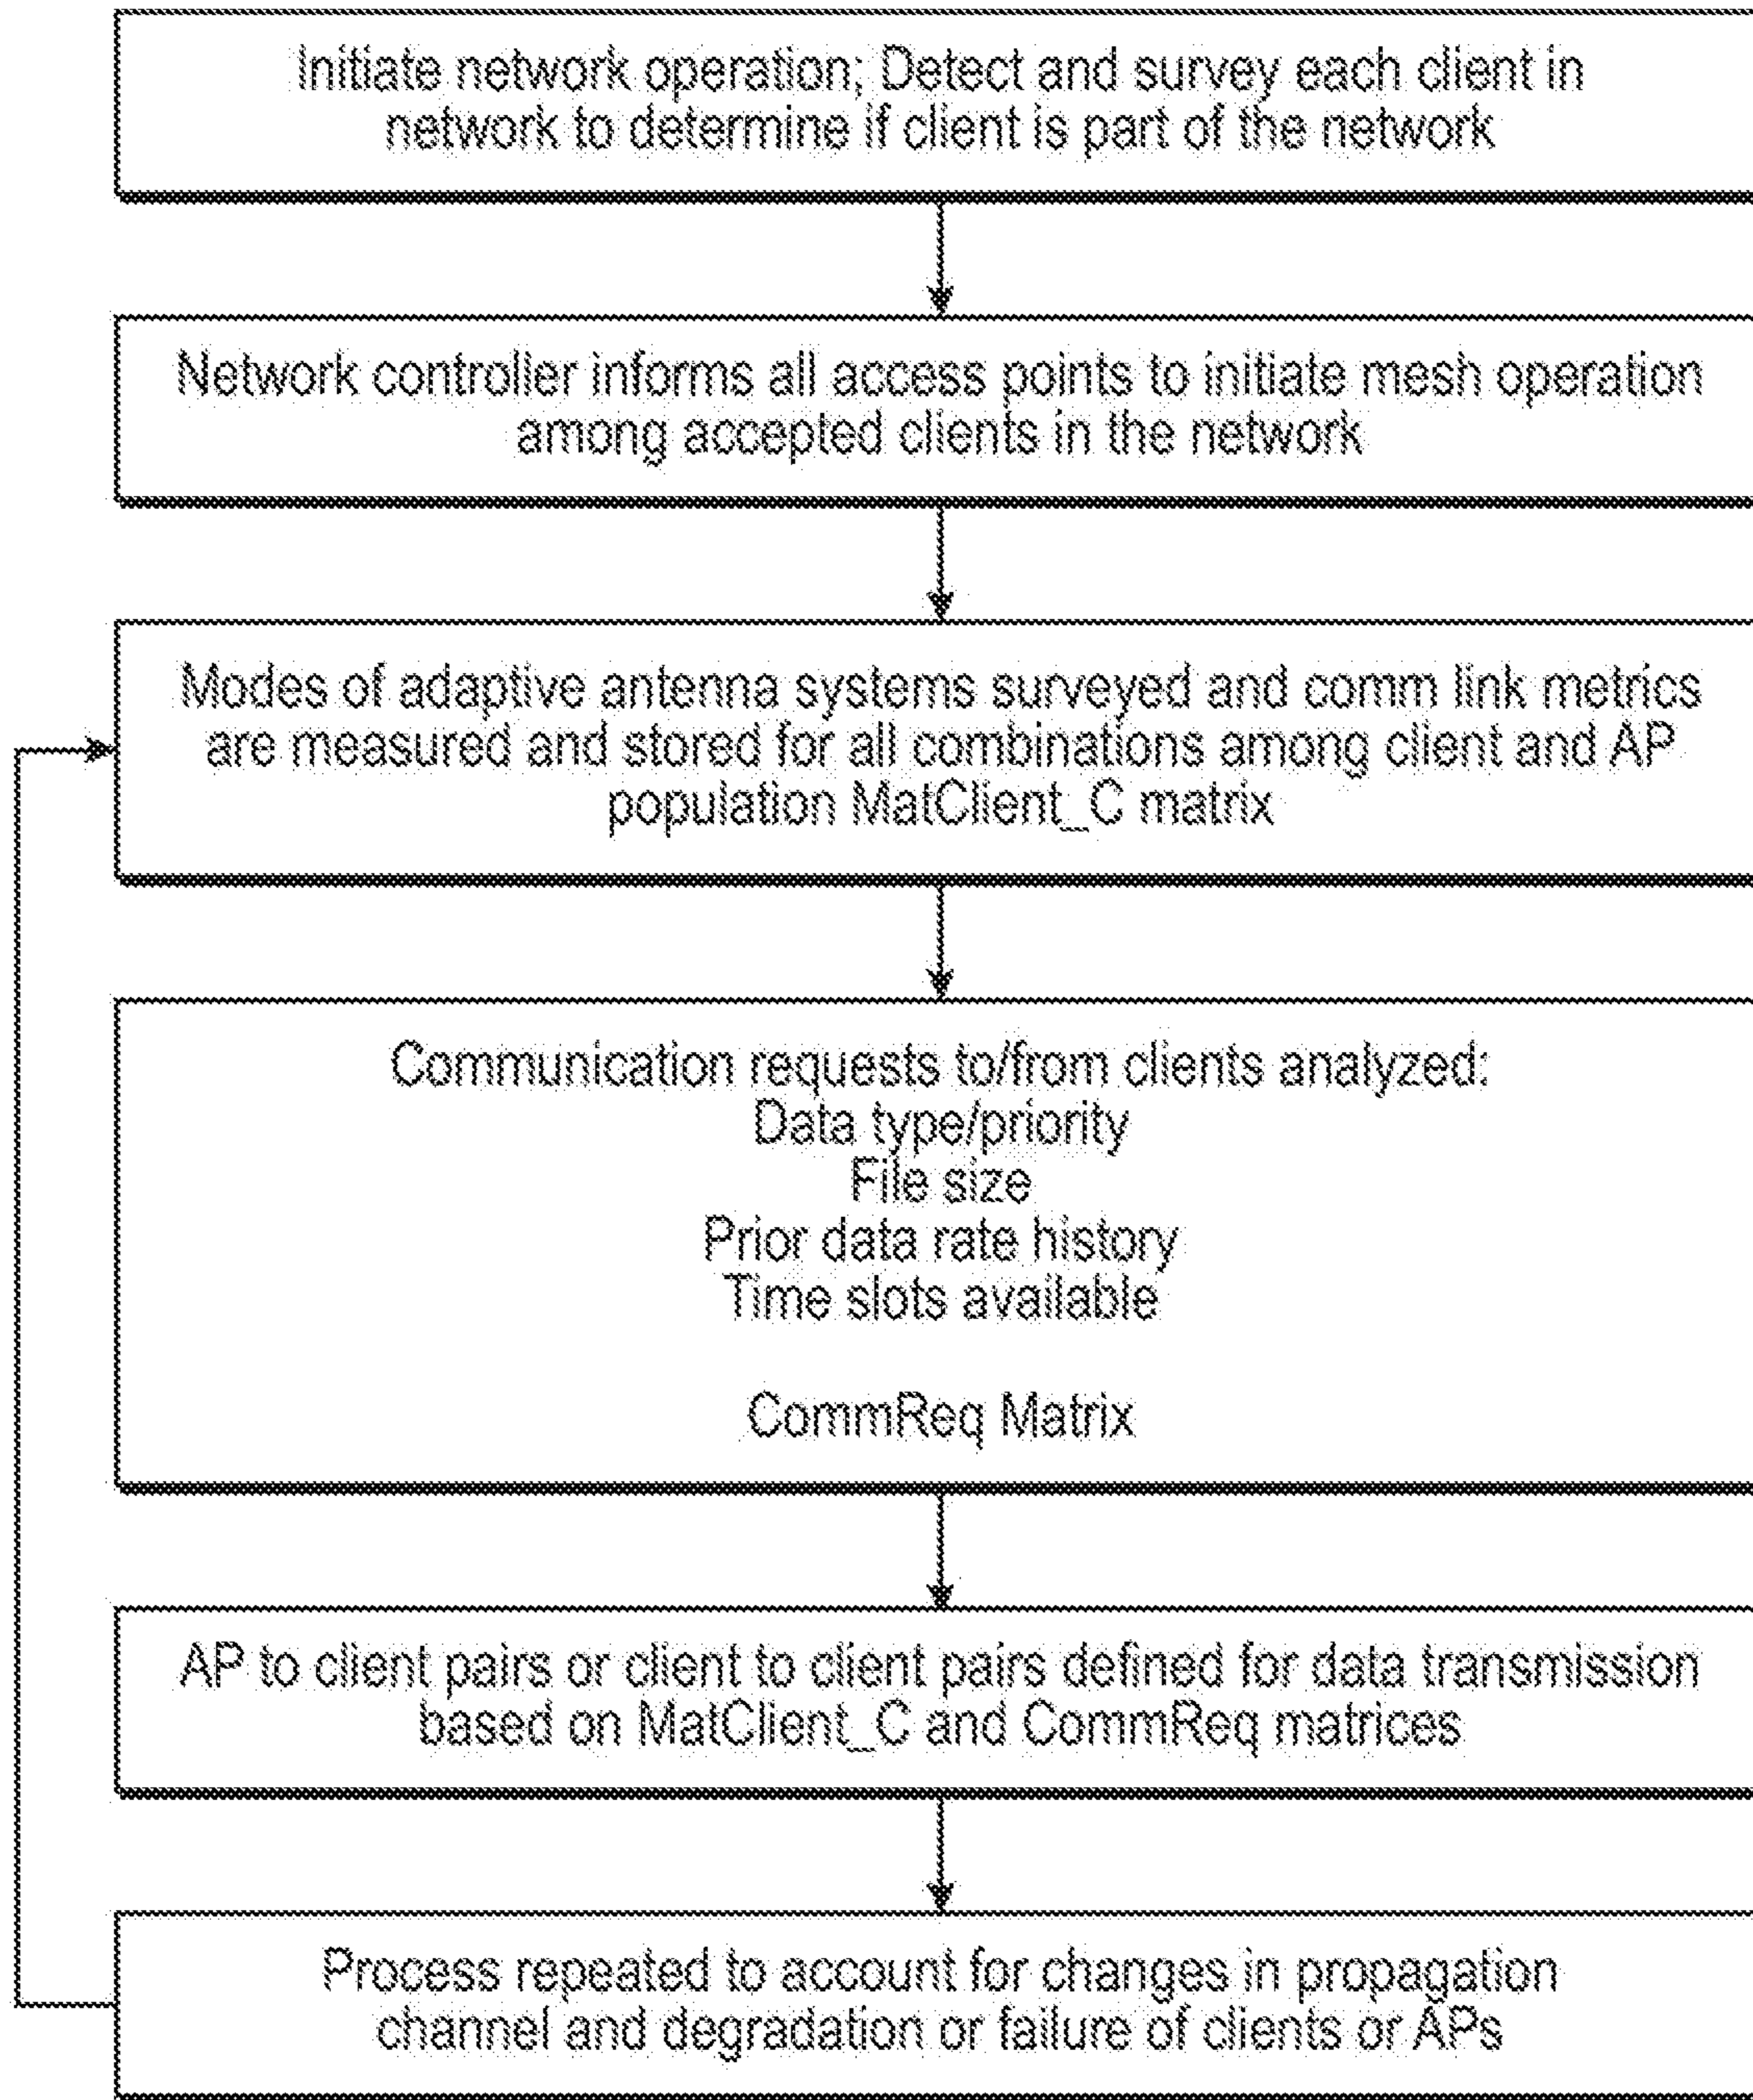 Initiate network operation; Detect and survey each client in
network to determine if client is part of the network
Network controller informs all access points to initiate mesh operation
among accepted clients in the network
Modes of adaptive antenna systems surveyed and comm link metrics
are measured and stored for all combinations among client and AP
population MatClient_C matrix
Communication requests to/from clients analyzed:
Data type/priority
File size
Prior data rate history
Time slots available
CommReq Matrix
AP to client pairs or client to client pairs defined for data transmission
based on MatClient_C and CommReq matrices
Process repeated to account for changes in propagation
channel and degradation or failure of clients or APs